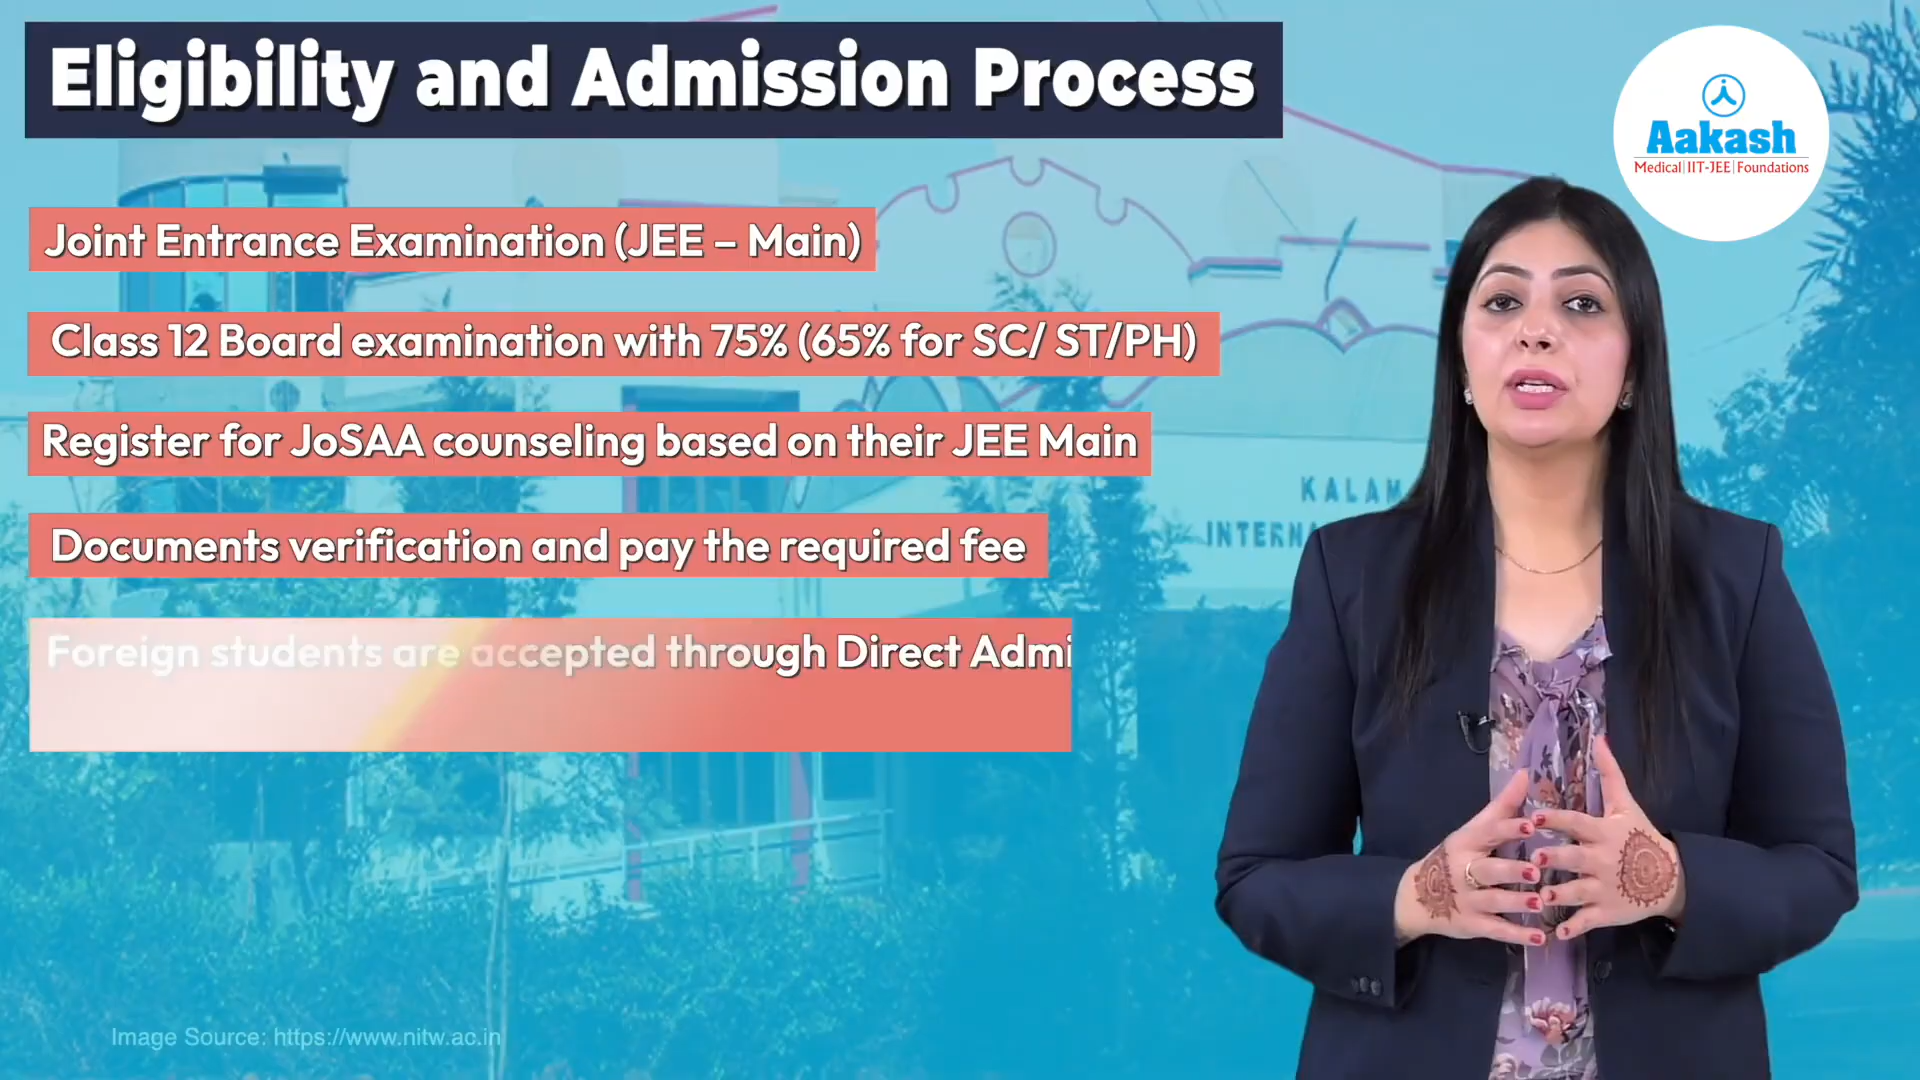 Eligibility and Admission Process
Aakash
Medical|IIT-JEE|Foundations
Joint Entrance Examination (JEE – Main)
Class 12 Board examination with 75% (65% for SC/ ST/PH)
Register for JoSAA counseling based on their JEE Main
Documents verification and pay the required fee
Foreign students are accepted through Direct Admi
KALAM
INTERN
Image Source: https://www.nitw.ac.in